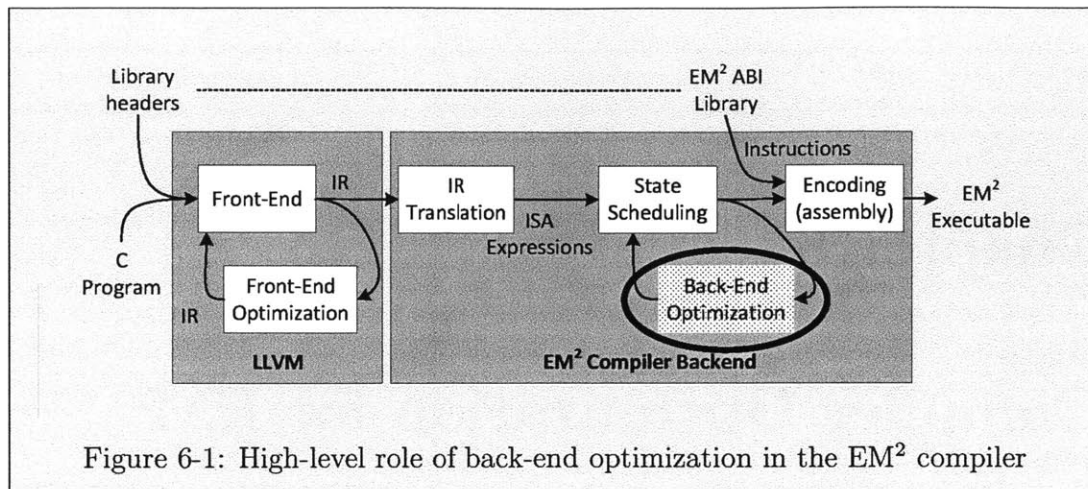 Library
headers
EM² ABI
Library
Instructions
Front-End
IR
IR
Translation
ISA
Expressions
State
Scheduling
Encoding
(assembly)
EM²
Executable
C
Program
IR
Front-End
Optimization
Back-End
Optimization
LLVM
EM² Compiler Backend
Figure 6-1: High-level role of back-end optimization in the EM² compiler